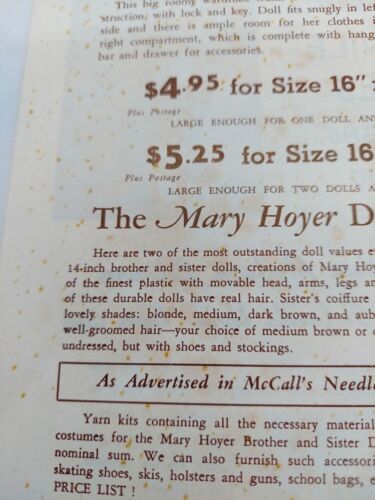 This big roomy wardrobe trunk
struction, with lock and key. Doll fits snugly in left
side and there is ample room for her clothes i
right compartment, which is complete with hang
bar and drawer for accessories.
$4.95 for Size 16"
Plus Postage
LARGE ENOUGH FOR ONE DOLL AN
$5.25 for Size 16
Plus Postage
LARGE ENOUGH FOR TWO DOLLS A
The Mary Hoyer D
Here are two of the most outstanding doll values e
14-inch brother and sister dolls, creations of Mary Hoy
of the finest plastic with movable head, arms, legs an
of these durable dolls have real hair. Sister's coiffure
lovely shades: blonde, medium, dark brown, and aub
well-groomed hair—your choice of medium brown or
undressed, but with shoes and stockings.
As Advertised in McCall's Needle
Yarn kits containing all the necessary material
costumes for the Mary Hoyer Brother and Sister D
nominal sum. We can also furnish such accessori
skating shoes, skis, holsters and guns, school bags, e
PRICE LIST !